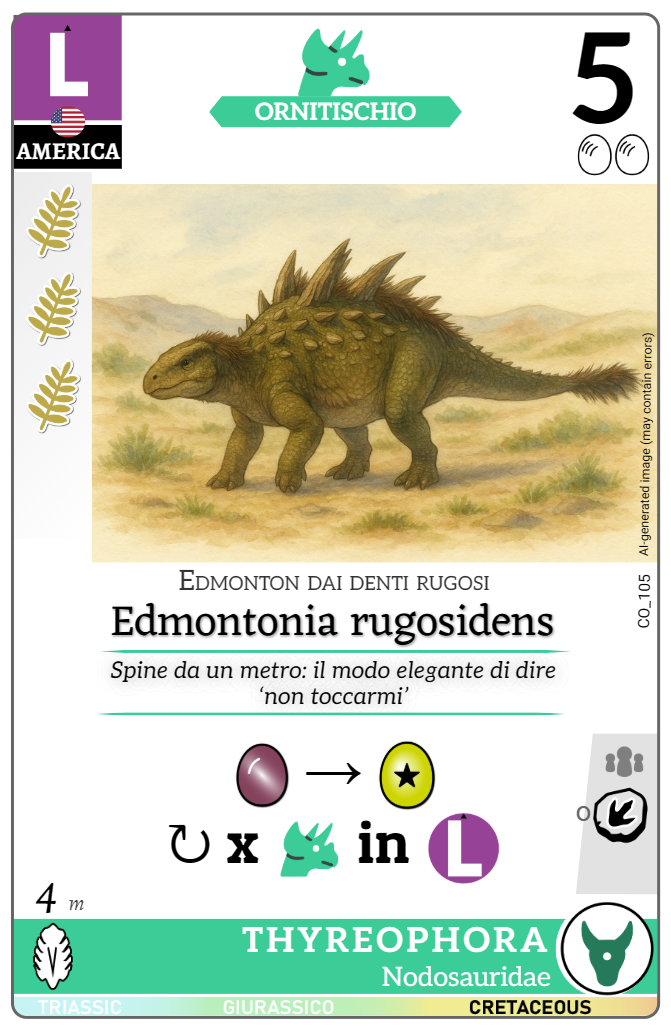 L
AMERICA
ORNITISCHIO
5
AI-generated image (may contain errors)
CO_105
Edmonton dai denti rugosi
Edmontonia rugosidens
Spine da un metro: il modo elegante di dire
‘non toccarmi’
→
↻ x in L
O
4 m
THYREOPHORA
Nodosauridae
TRIASSIC GIURASSICO CRETACEOUS